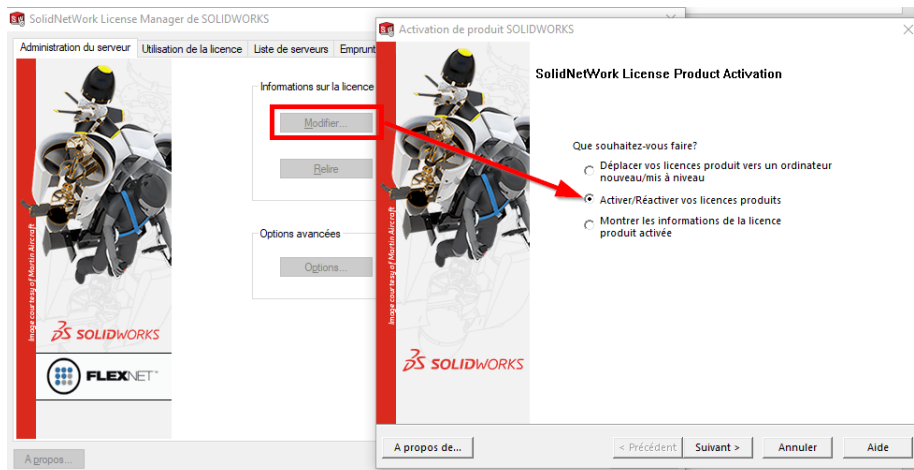 SolidNetWork License Manager de SOLIDWORKS
Administration du serveur Utilisation de la licence Liste de serveurs Emprunt
Informations sur la licence
Modifier...
Relire
Options avancées
Options...
Image courtesy of Martin Aircraft
SOLIDWORKS
FLEXNET
A propos...
Activation de produit SOLIDWORKS
SolidNetWork License Product Activation
Que souhaitez-vous faire?
Déplacer vos licences produit vers un ordinateur
nouveau/mis à niveau
Activer/Réactiver vos licences produits
Montrer les informations de la licence
produit activée
Image courtesy of Martin Aircraft
SOLIDWORKS
A propos de... < Précédent Suivant > Annuler Aide